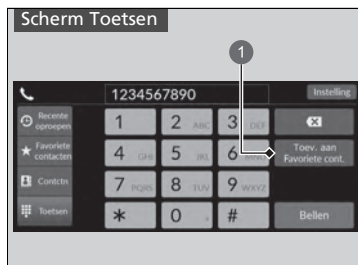 Scherm Toetsen
1
1234567890
Instelling
Recente
oproepen
1
2 ABC
3 DEF
Favoriete
contacten
4 GHI
5 JKL
6 MNO
Toev. aan
Favoriete cont.
Contctn
7 PQRS
8 TUV
9 WXYZ
Toetsen
*
0
#
Bellen